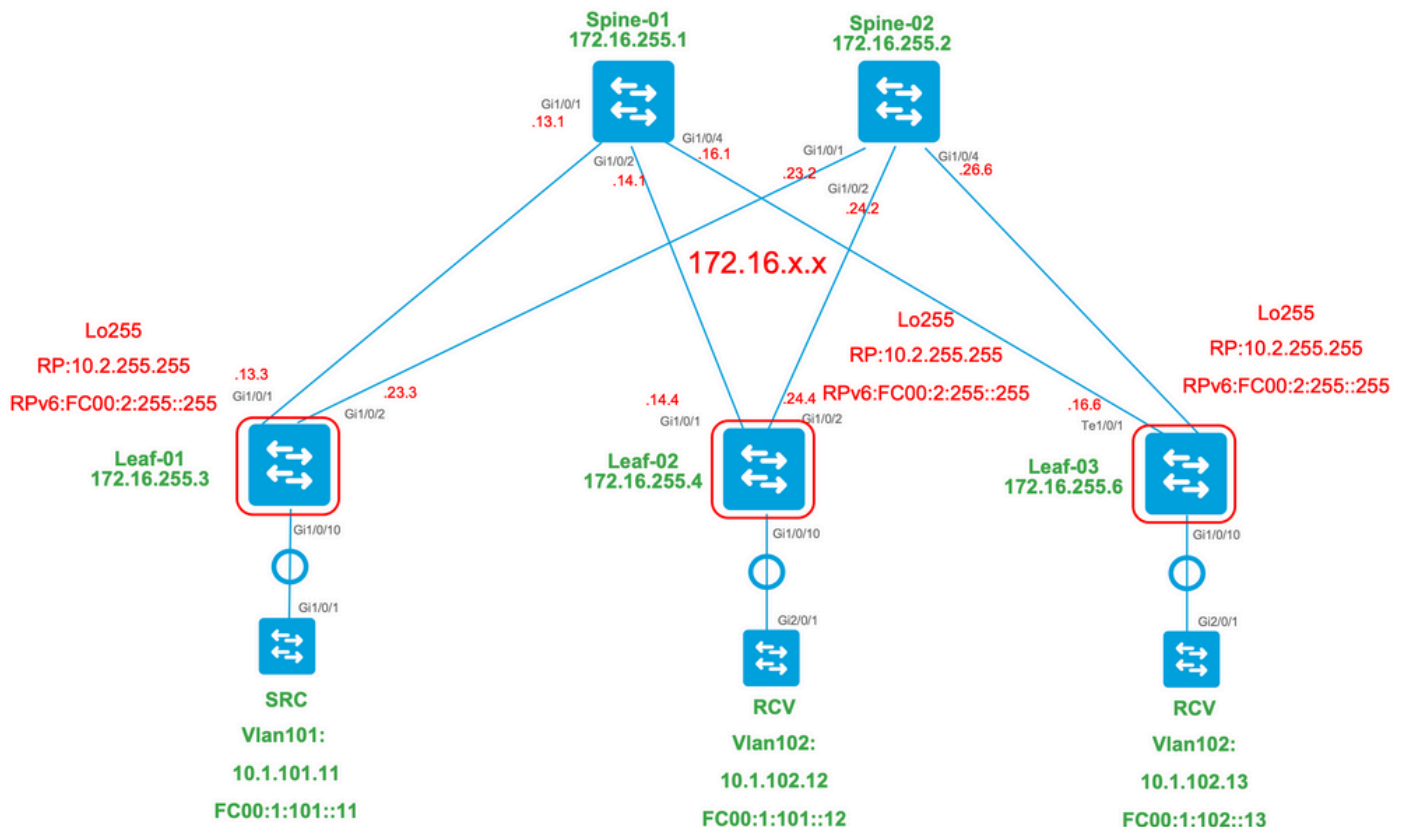 Spine-01
172.16.255.1
Spine-02
172.16.255.2
Gi1/0/1
.13.1
Gi1/0/2
.14.1
Gi1/0/4
.16.1
Gi1/0/1
.23.2
Gi1/0/2
.24.2
Gi1/0/4
.26.6
172.16.x.x
Lo255
RP:10.2.255.255
RPv6:FC00:2:255::255
Lo255
RP:10.2.255.255
RPv6:FC00:2:255::255
Lo255
RP:10.2.255.255
RPv6:FC00:2:255::255
.13.3
Gi1/0/1
.23.3
Gi1/0/2
.14.4
Gi1/0/1
.24.4
Gi1/0/2
.16.6
Te1/0/1
Leaf-01
172.16.255.3
Leaf-02
172.16.255.4
Leaf-03
172.16.255.6
Gi1/0/10
Gi1/0/10
Gi1/0/10
Gi1/0/1
Gi2/0/1
Gi2/0/1
SRC
Vlan101:
10.1.101.11
FC00:1:101::11
RCV
Vlan102:
10.1.102.12
FC00:1:101::12
RCV
Vlan102:
10.1.102.13
FC00:1:102::13